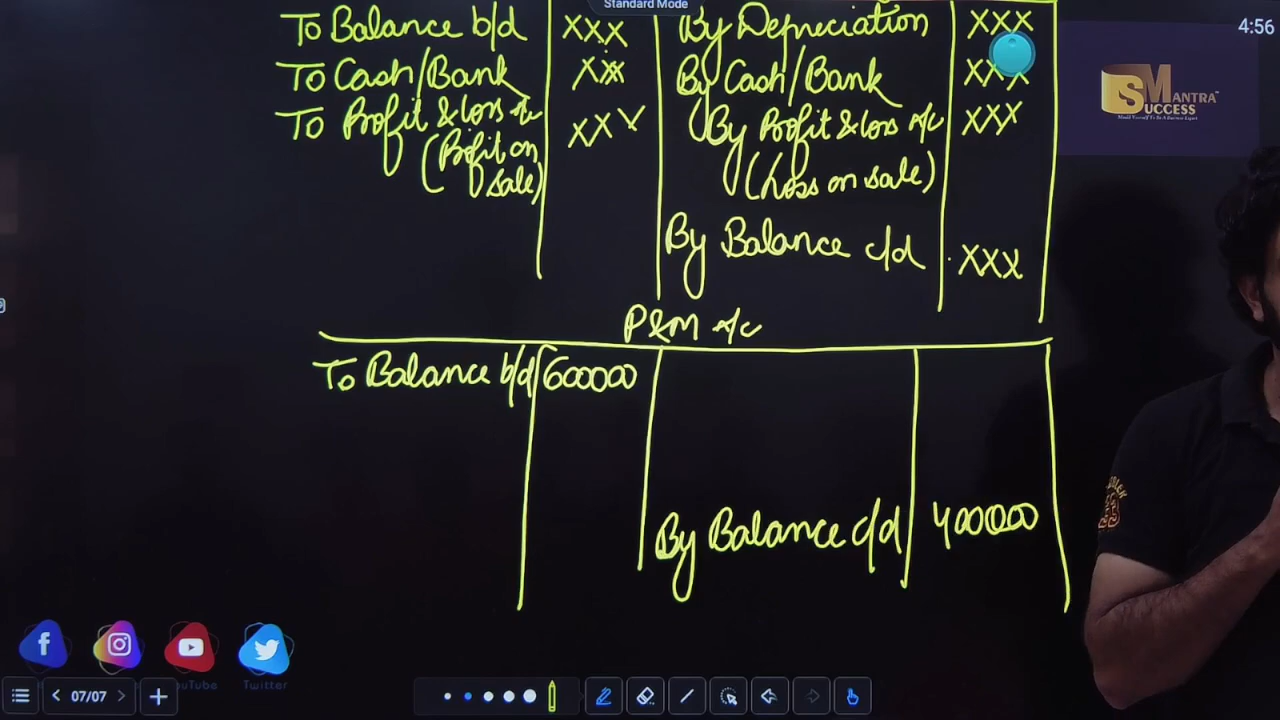 Standard Mode
4:56
To Balance b/d XXX By Depreciation XXX
To Cash/Bank XXX By Cash/Bank XXX
To Profit & Loss A/c XXX By Profit & Loss A/c XXX
(Profit on sale) (Loss on sale)
By Balance c/d XXX
SUCCESS MANTRA
P&M A/c
To Balance b/d 600000
By Balance c/d 400000
Twitter
07/07